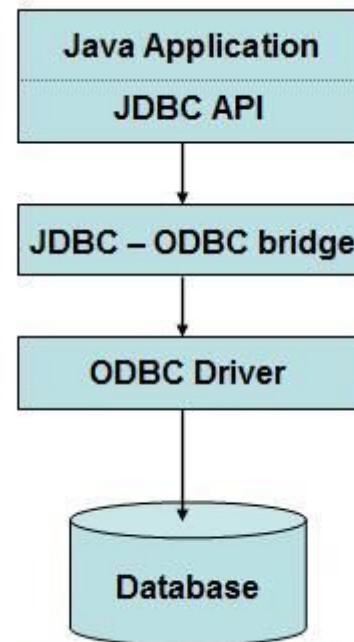 Java Application
JDBC API
JDBC – ODBC bridge
ODBC Driver
Database